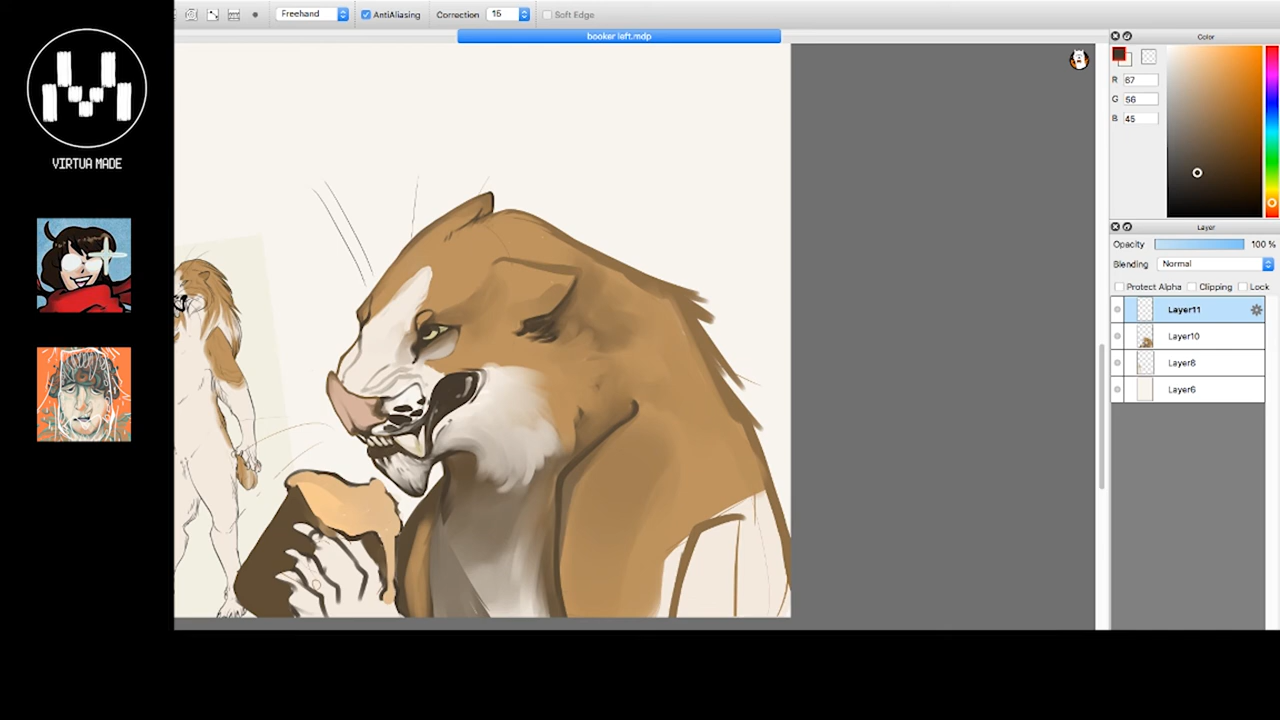 Freehand
AntiAliasing
Correction
15
Soft Edge
booker left.mdp
VIRTUA MADE
Color
R 67
G 56
B 45
Layer
Opacity
100 %
Blending
Normal
Protect Alpha
Clipping
Lock
Layer11
Layer10
Layer8
Layer6